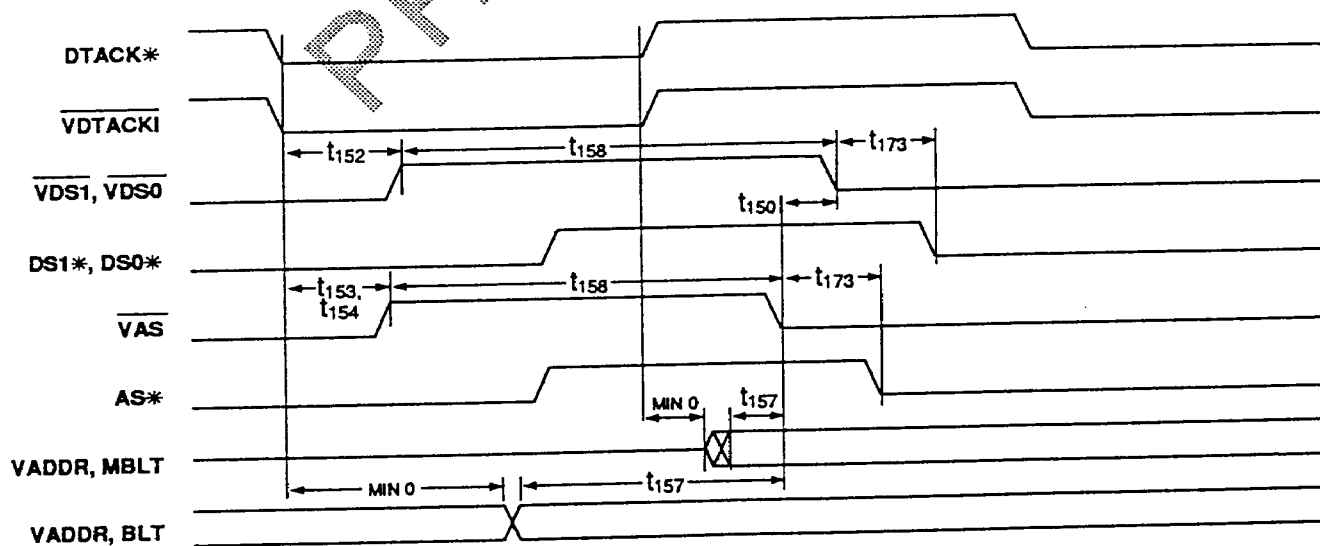 DTACK*
VDTACKI
t152
t158
t173
VDS1, VDS0
t150
DS1*, DS0*
t153,
t154
t158
t173
VAS
AS*
MIN 0
t157
VADDR, MBLT
MIN 0
t157
VADDR, BLT